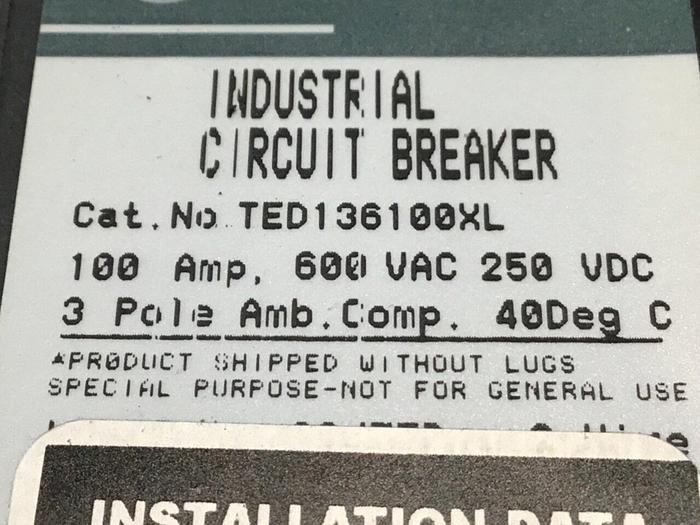 INDUSTRIAL
CIRCUIT BREAKER
Cat.No.TED136100XL
100 Amp, 600 VAC 250 VDC
3 Pole Amb.Comp. 40Deg C
*PRODUCT SHIPPED WITHOUT LUGS
SPECIAL PURPOSE-NOT FOR GENERAL USE
INSTALLATION DATA